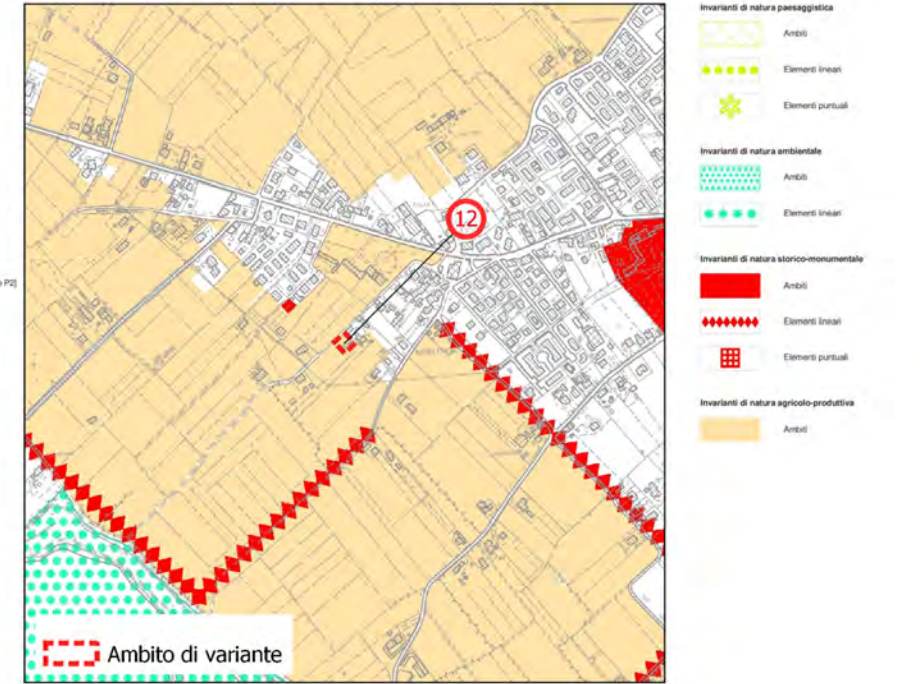 Invarianti di natura paesaggistica
Ambiti
Elementi lineari
Elementi puntuali
Invarianti di natura ambientale
Ambiti
Elementi lineari
Invarianti di natura storico-monumentale
Ambiti
Elementi lineari
Elementi puntuali
Invarianti di natura agricolo-produttiva
Ambiti
12
P2]
Ambito di variante